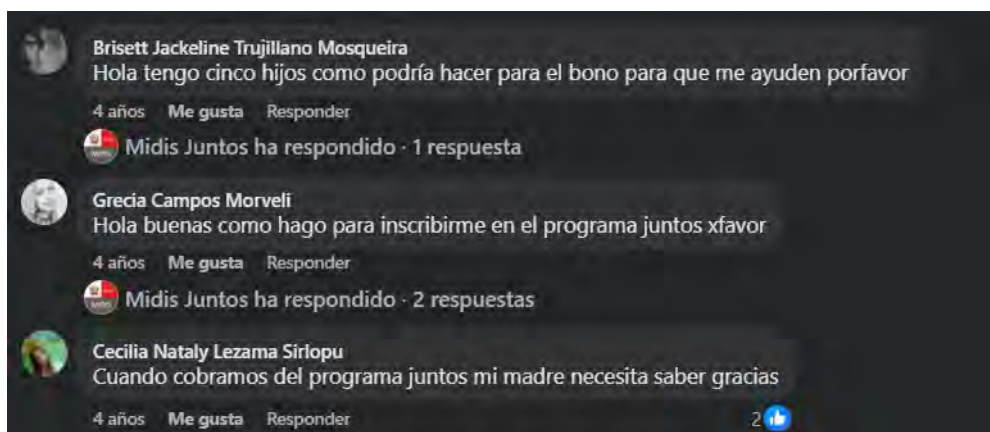 Brisett Jackeline Trujillano Mosqueira
Hola tengo cinco hijos como podría hacer para el bono para que me ayuden porfavor
4 años Me gusta Responder
Midis Juntos ha respondido · 1 respuesta
Grecia Campos Morveli
Hola buenas como hago para inscribirme en el programa juntos xfavor
4 años Me gusta Responder
Midis Juntos ha respondido · 2 respuestas
Cecilia Nataly Lezama Sirlopu
Cuando cobramos del programa juntos mi madre necesita saber gracias
4 años Me gusta Responder 2